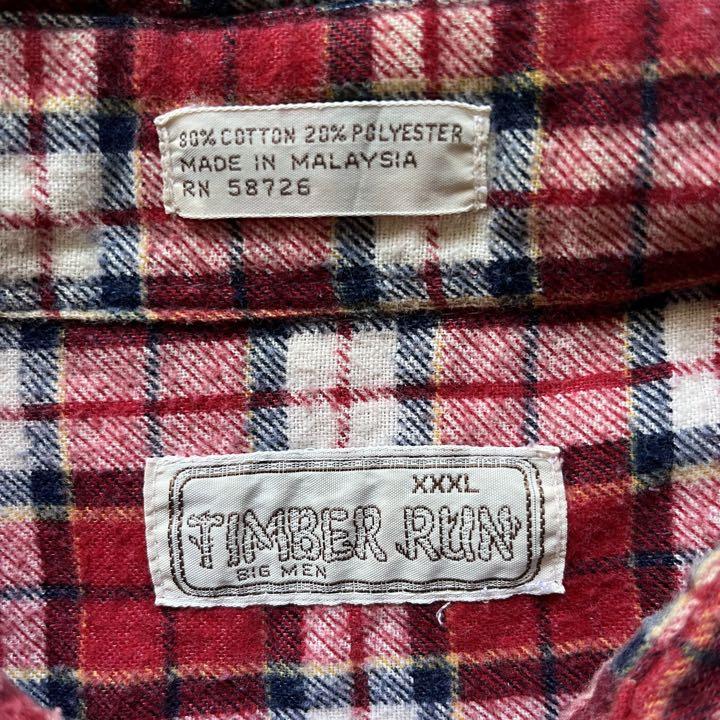 80% COTTON 20% POLYESTER
MADE IN MALAYSIA
RN 58726
XXXL
TIMBER RUN
BIG MEN